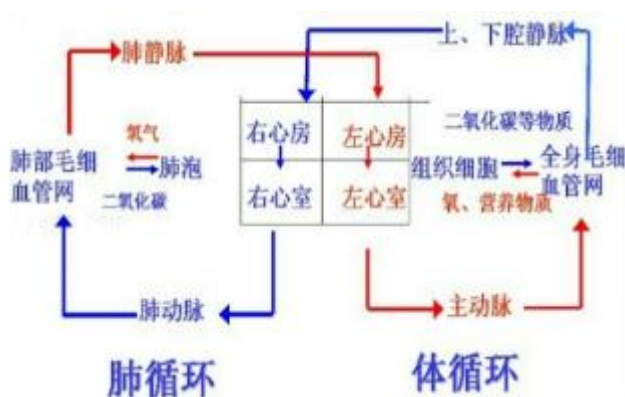 肺静脉
上、下腔静脉
氧气
肺部毛细
血管网
肺泡
二氧化碳
右心房
左心房
右心室
左心室
二氧化碳等物质
组织细胞
全身毛细
血管网
氧、营养物质
肺动脉
主动脉
肺循环
体循环